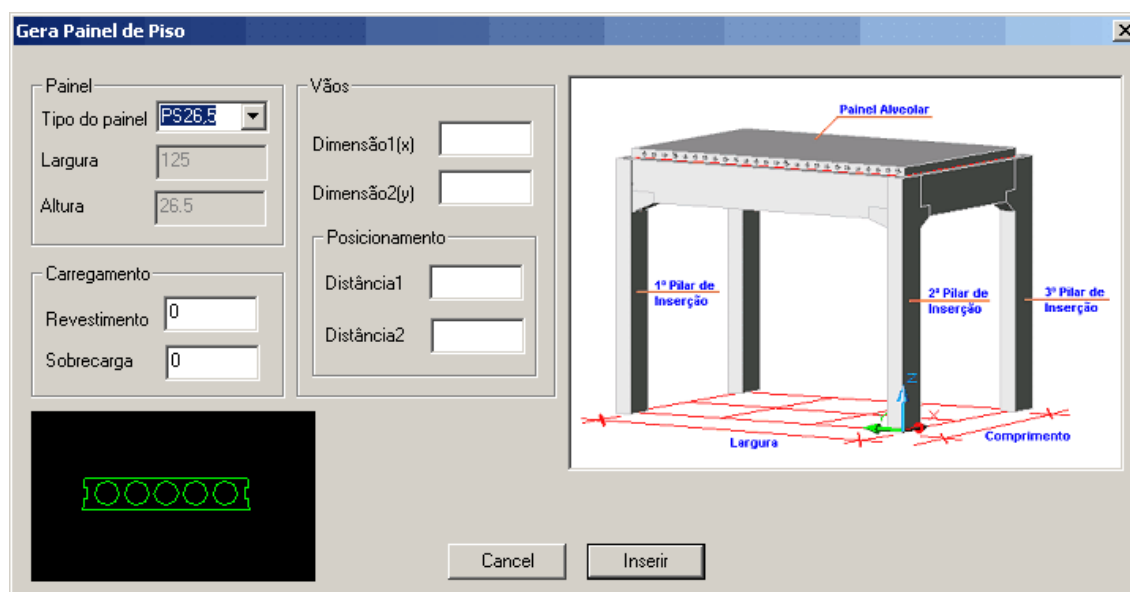 Gera Painel de Piso
Painel
Tipo do painel PS26,5
Largura 125
Altura 26.5
Carregamento
Revestimento 0
Sobrecarga 0
Vãos
Dimensão1(x)
Dimensão2(y)
Posicionamento
Distância1
Distância2
Painel Alveolar
1º Pilar de
Inserção
2º Pilar de
Inserção
3º Pilar de
Inserção
Z
X
Largura
Comprimento
Cancel
Inserir